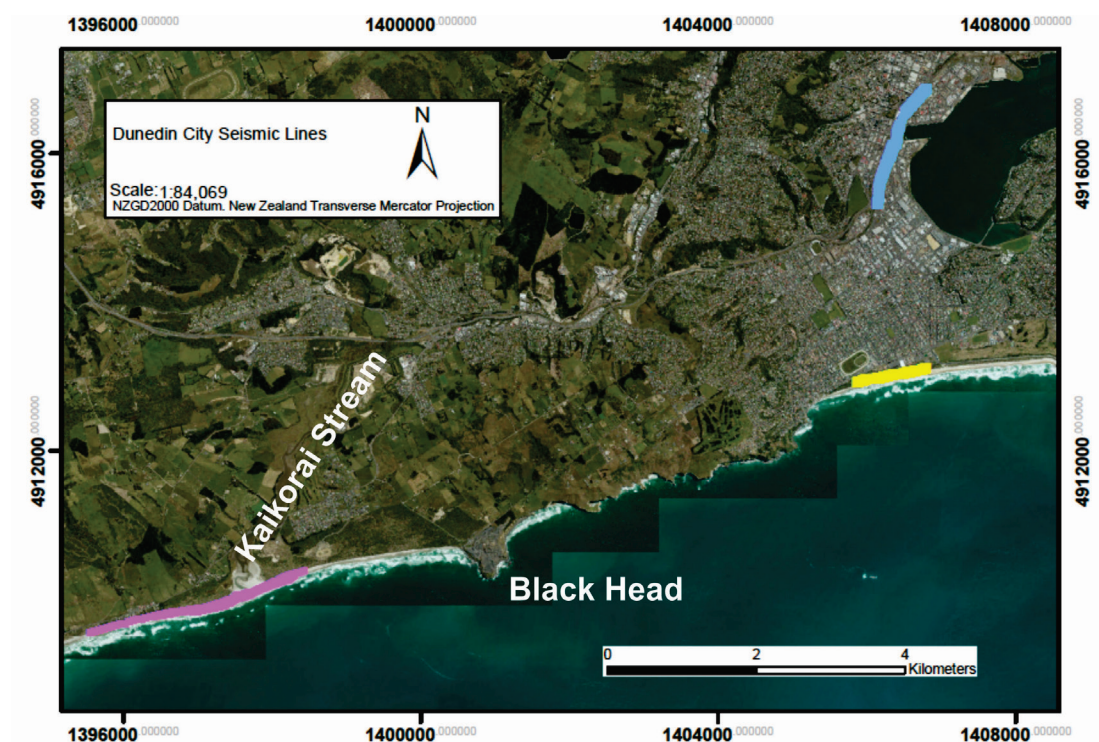 1396000.000000 1400000.000000 1404000.000000 1408000.000000
4916000.000000
4912000.000000
N
Dunedin City Seismic Lines
Scale:1:84,069
NZGD2000 Datum. New Zealand Transverse Mercator Projection
Kaikorai Stream
Black Head
0 2 4
Kilometers
4916000.000000
4912000.000000
1396000.000000 1400000.000000 1404000.000000 1408000.000000